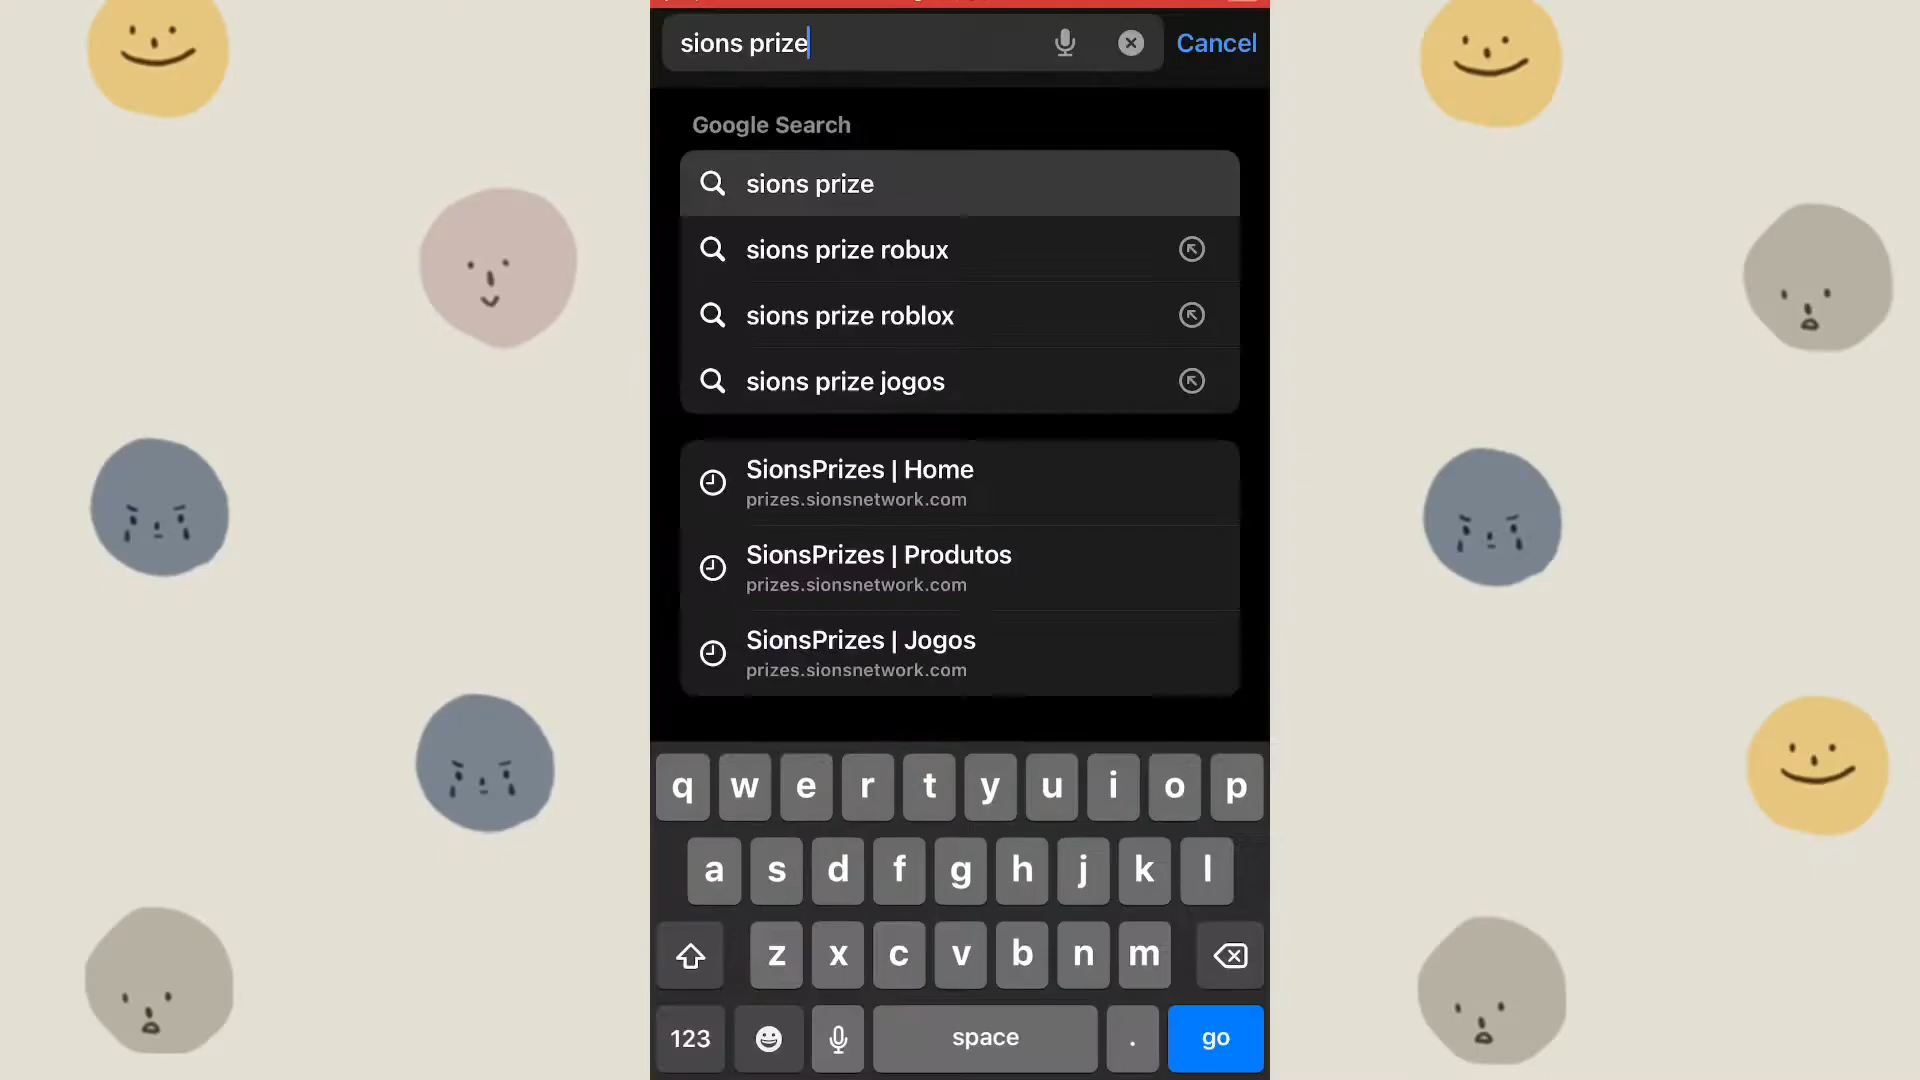 sions prize
Cancel
Google Search
sions prize
sions prize robux
sions prize roblox
sions prize jogos
SionsPrizes | Home
prizes.sionsnetwork.com
SionsPrizes | Produtos
prizes.sionsnetwork.com
SionsPrizes | Jogos
prizes.sionsnetwork.com
q w e r t y u i o p
a s d f g h j k l
z x c v b n m
123 space . go